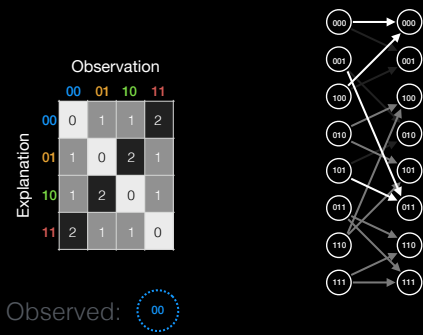 Observation
00 01 10 11
Explanation
00 0 1 1 2
01 1 0 2 1
10 1 2 0 1
11 2 1 1 0
Observed: 00
000 000
001 001
100 100
010 010
101 101
011 011
110 110
111 111